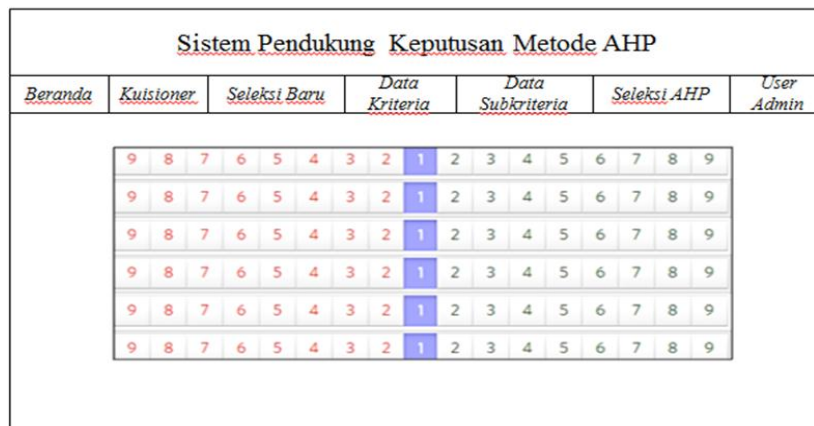 Sistem Pendukung Keputusan Metode AHP
Beranda Kuisioner Seleksi Baru Data Kriteria Data Subkriteria Seleksi AHP User Admin
9 8 7 6 5 4 3 2 1 2 3 4 5 6 7 8 9
9 8 7 6 5 4 3 2 1 2 3 4 5 6 7 8 9
9 8 7 6 5 4 3 2 1 2 3 4 5 6 7 8 9
9 8 7 6 5 4 3 2 1 2 3 4 5 6 7 8 9
9 8 7 6 5 4 3 2 1 2 3 4 5 6 7 8 9
9 8 7 6 5 4 3 2 1 2 3 4 5 6 7 8 9